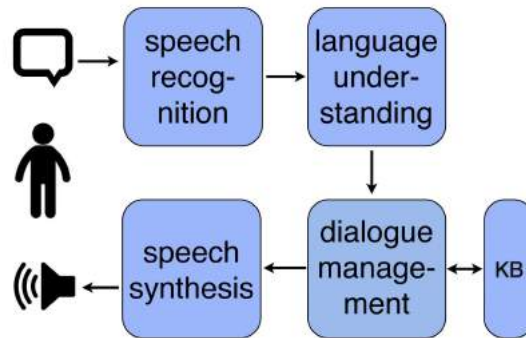 speech
recog-
nition
language
under-
standing
speech
synthesis
dialogue
manage-
ment
KB